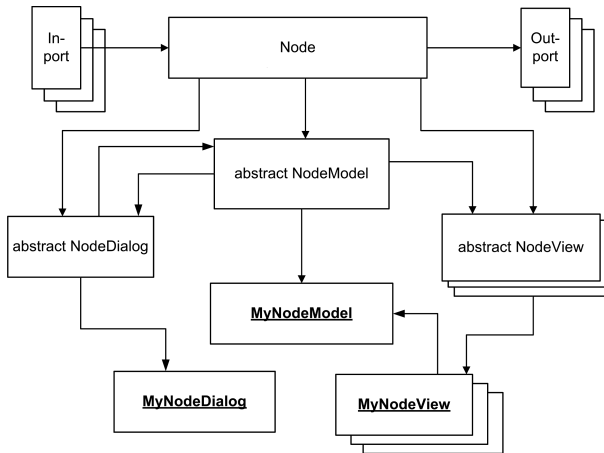 In-
port
Node
Out-
port
abstract NodeModel
abstract NodeDialog
abstract NodeView
MyNodeModel
MyNodeDialog
MyNodeView